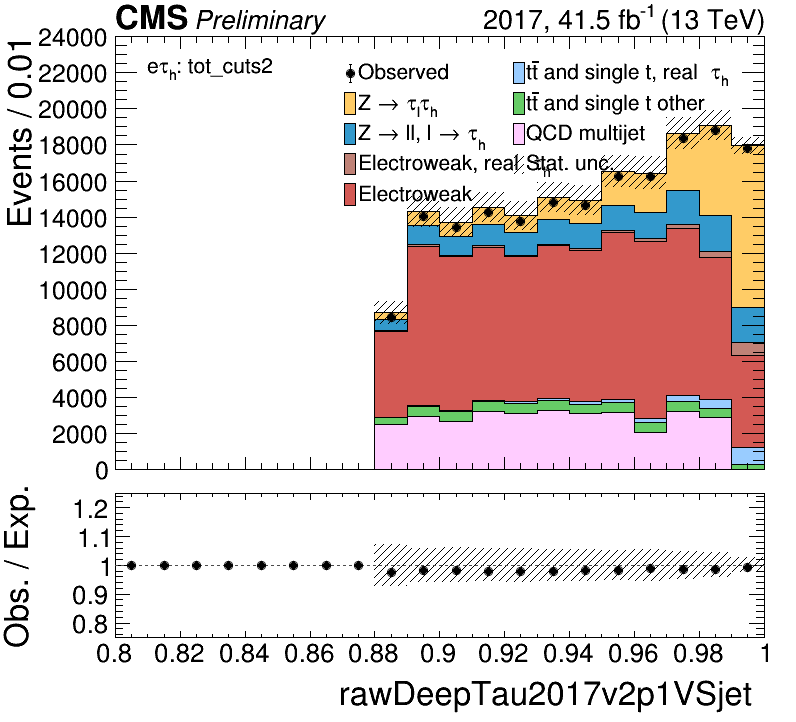 CMS Preliminary 2017, 41.5 fb⁻¹ (13 TeV)
Events / 0.01
24000
22000
20000
18000
16000
14000
12000
10000
8000
6000
4000
2000
0
eτₕ: tot_cuts2
Observed
Z → τₗτₕ
Z → ll, l → τₕ
Electroweak, real τₕ
Electroweak
tt̅ and single t, real τₕ
tt̅ and single t other
QCD multijet
Stat. unc.
Obs. / Exp.
1.2
1.1
1
0.9
0.8
0.8 0.82 0.84 0.86 0.88 0.9 0.92 0.94 0.96 0.98 1
rawDeepTau2017v2p1VSjet